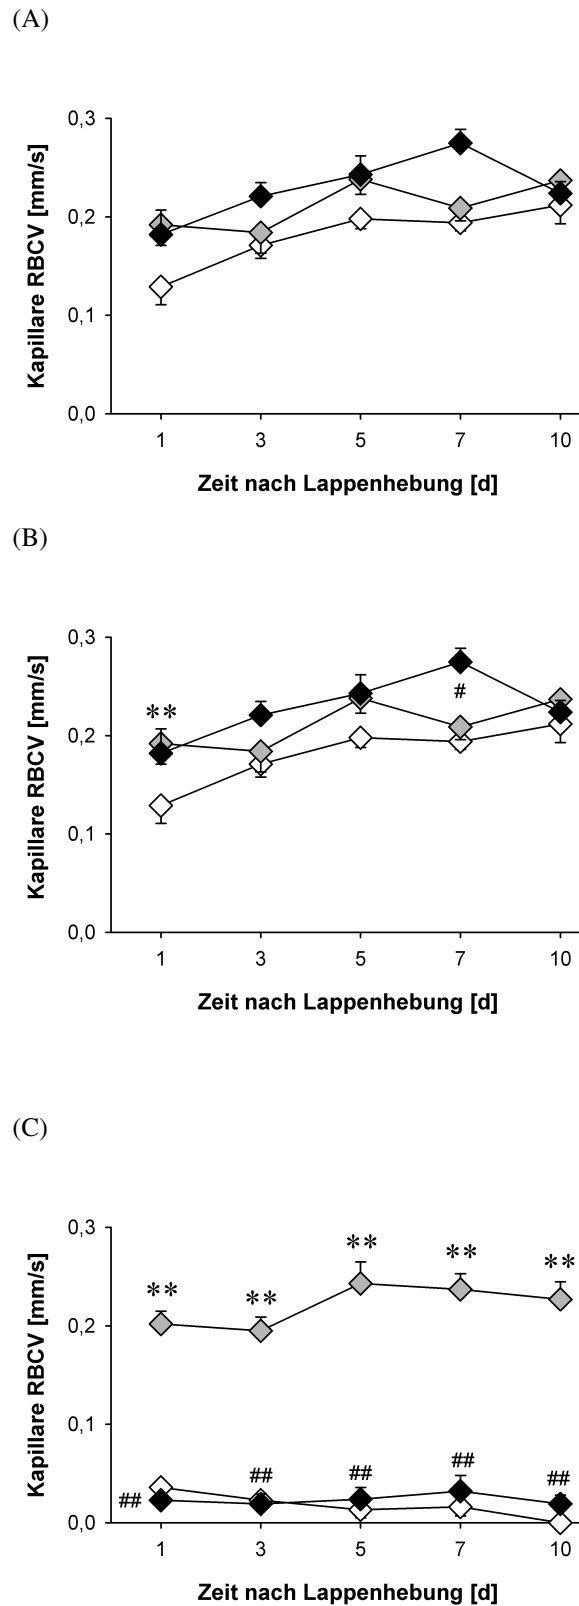 (A)
Kapillare RBCV [mm/s]
0,3
0,2
0,1
0,0
1 3 5 7 10
Zeit nach Lappenhebung [d]
(B)
Kapillare RBCV [mm/s]
0,3
**
#
0,2
0,1
0,0
1 3 5 7 10
Zeit nach Lappenhebung [d]
(C)
Kapillare RBCV [mm/s]
0,3
** ** ** ** **
0,2
0,1
## ## ## ## ##
0,0
1 3 5 7 10
Zeit nach Lappenhebung [d]